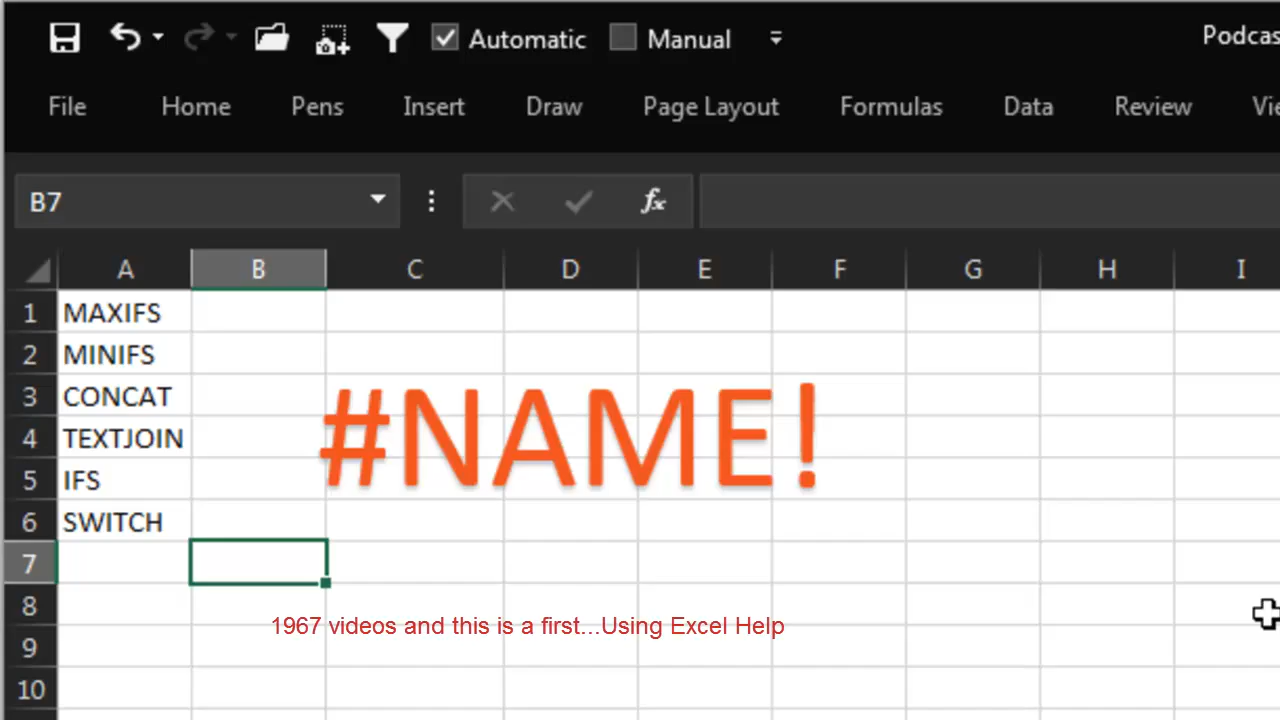 Automatic Manual Podcas
File Home Pens Insert Draw Page Layout Formulas Data Review Vie
B7 fx
A B C D E F G H I
1 MAXIFS
2 MINIFS
3 CONCAT
#NAME!
4 TEXTJOIN
5 IFS
6 SWITCH
7
8
1967 videos and this is a first...Using Excel Help
9
10